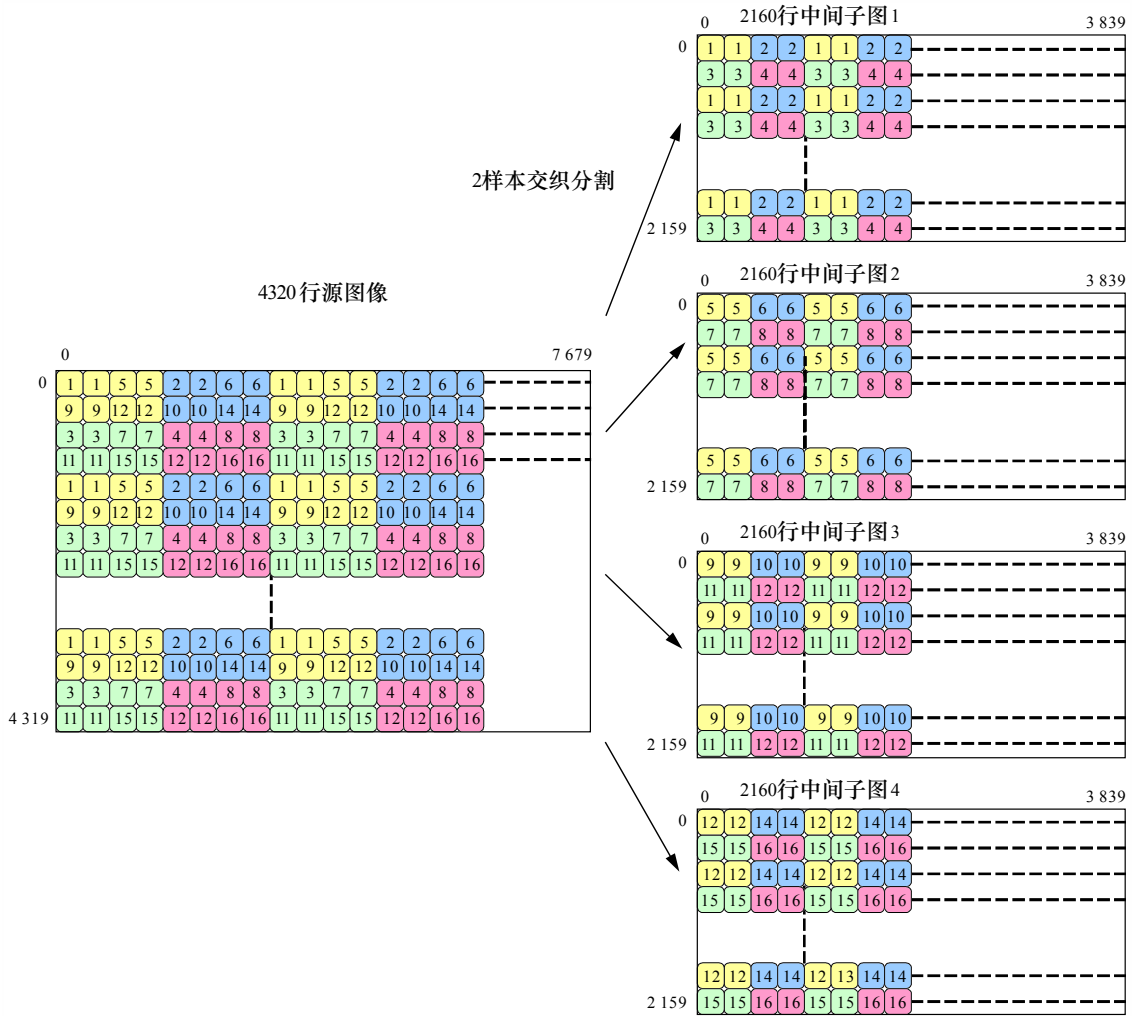 4320 行源图像
0 7 679
0 1 1 5 5 2 2 6 6 1 1 5 5 2 2 6 6
9 9 12 12 10 10 14 14 9 9 12 12 10 10 14 14
3 3 7 7 4 4 8 8 3 3 7 7 4 4 8 8
11 11 15 15 12 12 16 16 11 11 15 15 12 12 16 16
1 1 5 5 2 2 6 6 1 1 5 5 2 2 6 6
9 9 12 12 10 10 14 14 9 9 12 12 10 10 14 14
3 3 7 7 4 4 8 8 3 3 7 7 4 4 8 8
11 11 15 15 12 12 16 16 11 11 15 15 12 12 16 16
1 1 5 5 2 2 6 6 1 1 5 5 2 2 6 6
9 9 12 12 10 10 14 14 9 9 12 12 10 10 14 14
3 3 7 7 4 4 8 8 3 3 7 7 4 4 8 8
4 319 11 11 15 15 12 12 16 16 11 11 15 15 12 12 16 16
2样本交织分割
2160行中间子图1
0 3 839
0 1 1 2 2 1 1 2 2
3 3 4 4 3 3 4 4
1 1 2 2 1 1 2 2
3 3 4 4 3 3 4 4
1 1 2 2 1 1 2 2
2 159 3 3 4 4 3 3 4 4
2160行中间子图2
0 3 839
0 5 5 6 6 5 5 6 6
7 7 8 8 7 7 8 8
5 5 6 6 5 5 6 6
7 7 8 8 7 7 8 8
5 5 6 6 5 5 6 6
2 159 7 7 8 8 7 7 8 8
2160行中间子图3
0 3 839
0 9 9 10 10 9 9 10 10
11 11 12 12 11 11 12 12
9 9 10 10 9 9 10 10
11 11 12 12 11 11 12 12
9 9 10 10 9 9 10 10
2 159 11 11 12 12 11 11 12 12
2160行中间子图4
0 3 839
0 12 12 14 14 12 12 14 14
15 15 16 16 15 15 16 16
12 12 14 14 12 12 14 14
15 15 16 16 15 15 16 16
12 12 14 14 12 13 14 14
2 159 15 15 16 16 15 15 16 16